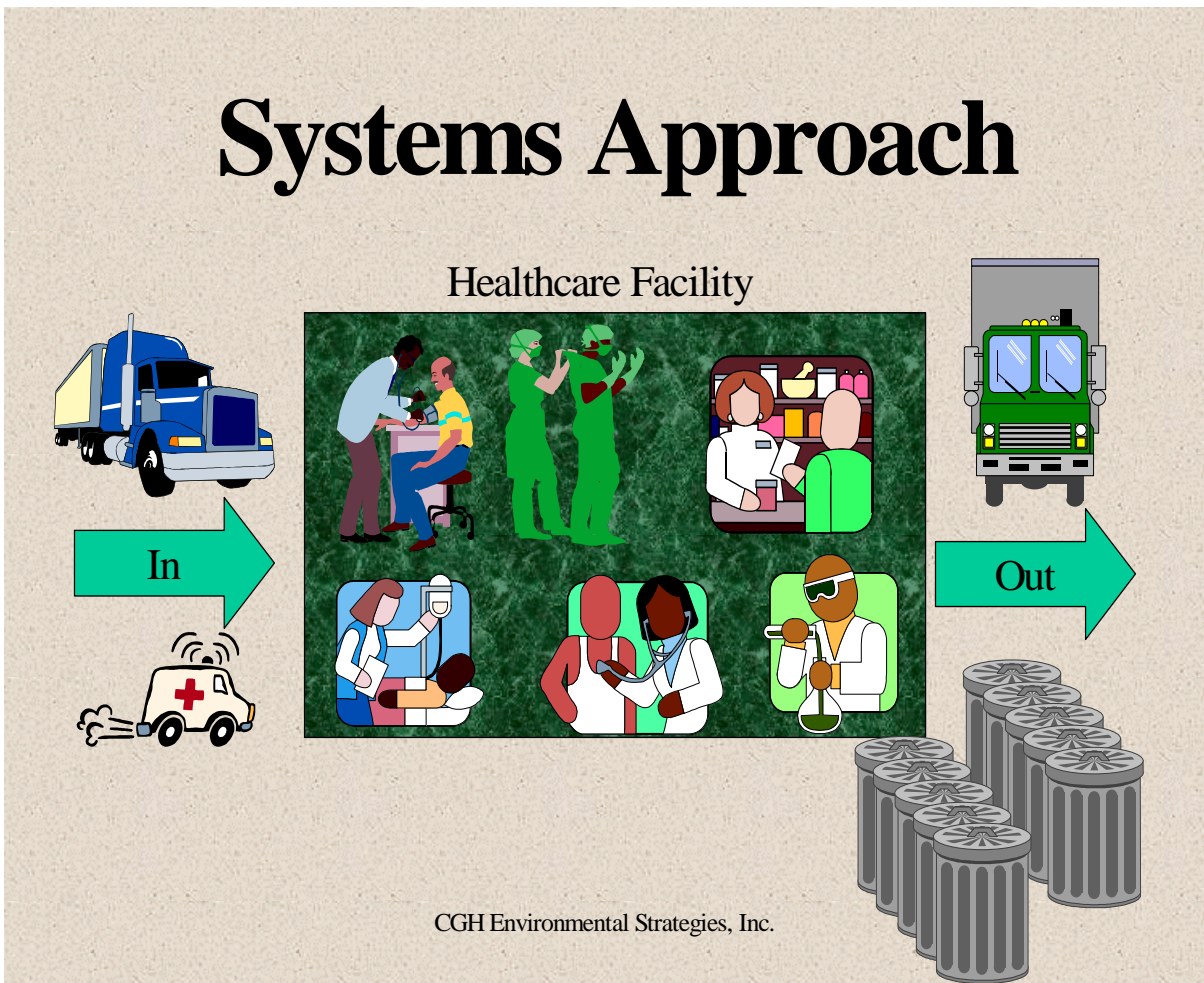 Systems Approach
Healthcare Facility
In
Out
CGH Environmental Strategies, Inc.